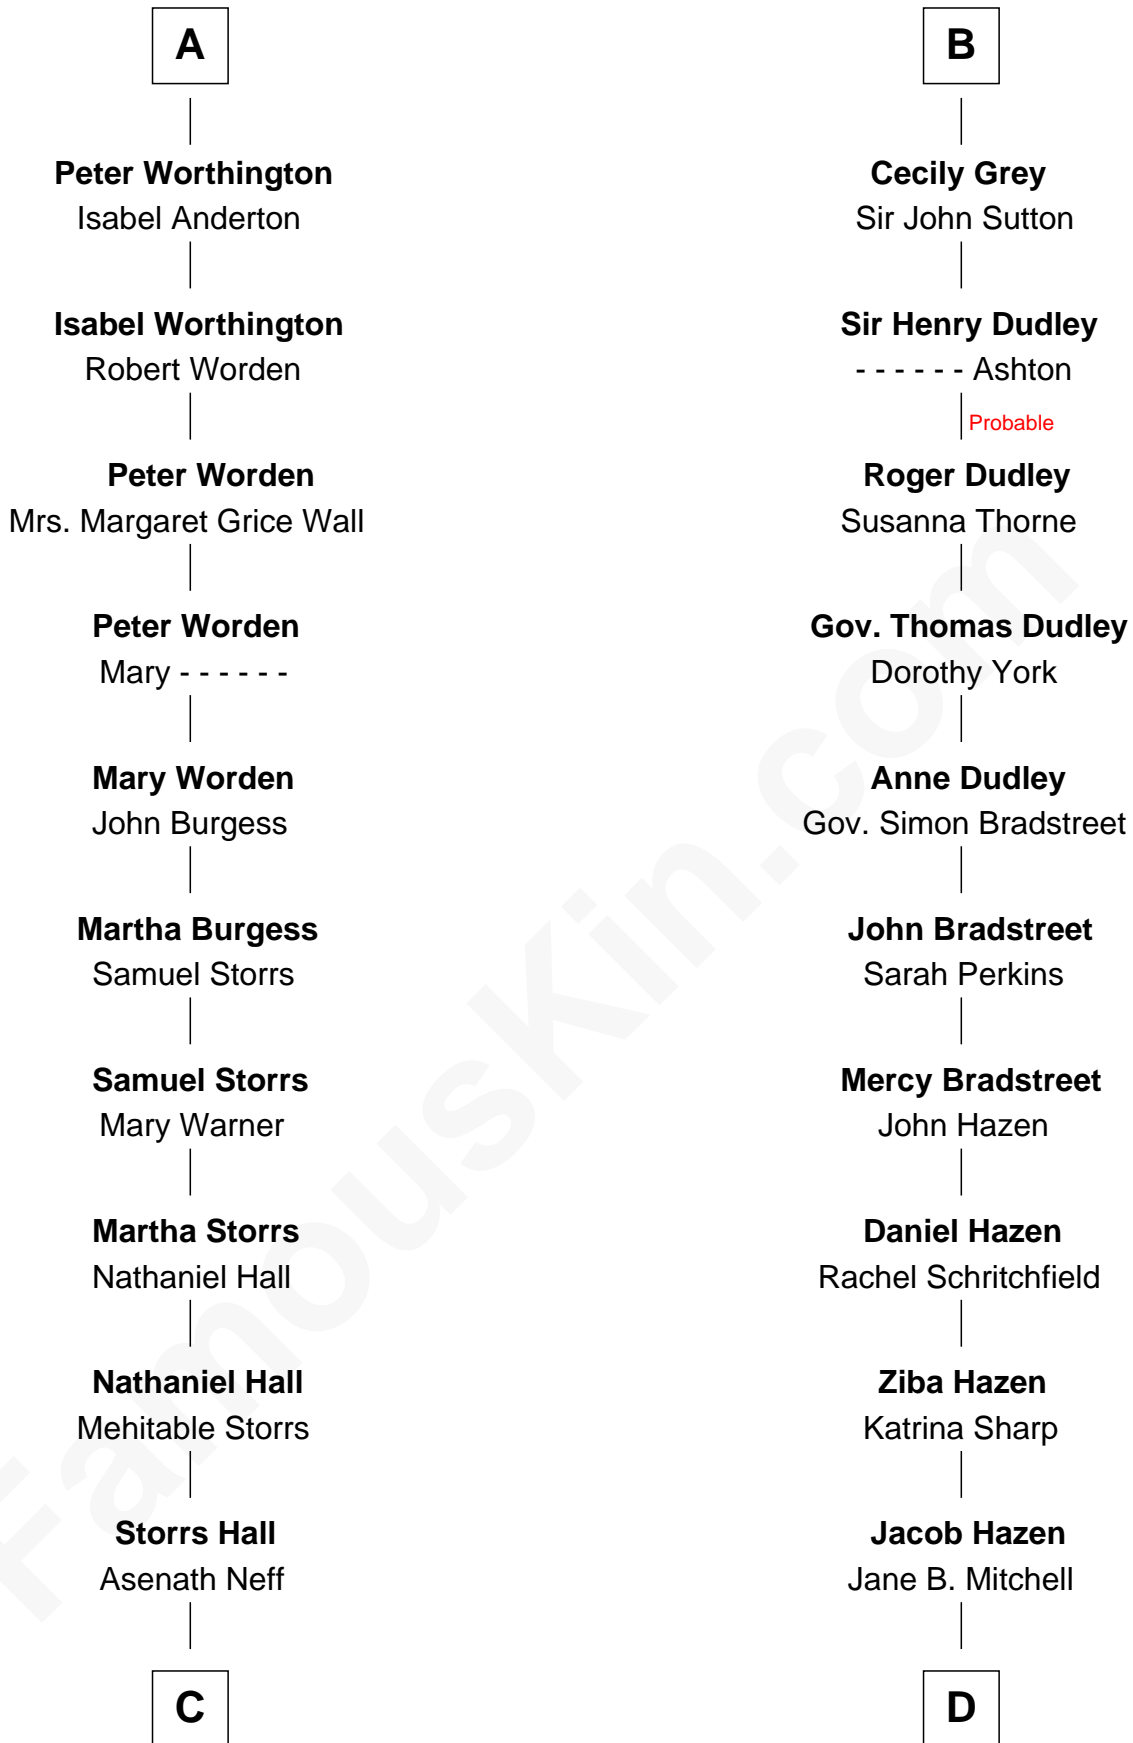 A
Peter Worthington
Isabel Anderton
Isabel Worthington
Robert Worden
Peter Worden
Mrs. Margaret Grice Wall
Peter Worden
Mary - - - - - -
Mary Worden
John Burgess
Martha Burgess
Samuel Storrs
Samuel Storrs
Mary Warner
Martha Storrs
Nathaniel Hall
Nathaniel Hall
Mehitable Storrs
Storrs Hall
Asenath Neff
C
B
Cecily Grey
Sir John Sutton
Sir Henry Dudley
- - - - - - Ashton
Probable
Roger Dudley
Susanna Thorne
Gov. Thomas Dudley
Dorothy York
Anne Dudley
Gov. Simon Bradstreet
John Bradstreet
Sarah Perkins
Mercy Bradstreet
John Hazen
Daniel Hazen
Rachel Schritchfield
Ziba Hazen
Katrina Sharp
Jacob Hazen
Jane B. Mitchell
D
FamousKin.com